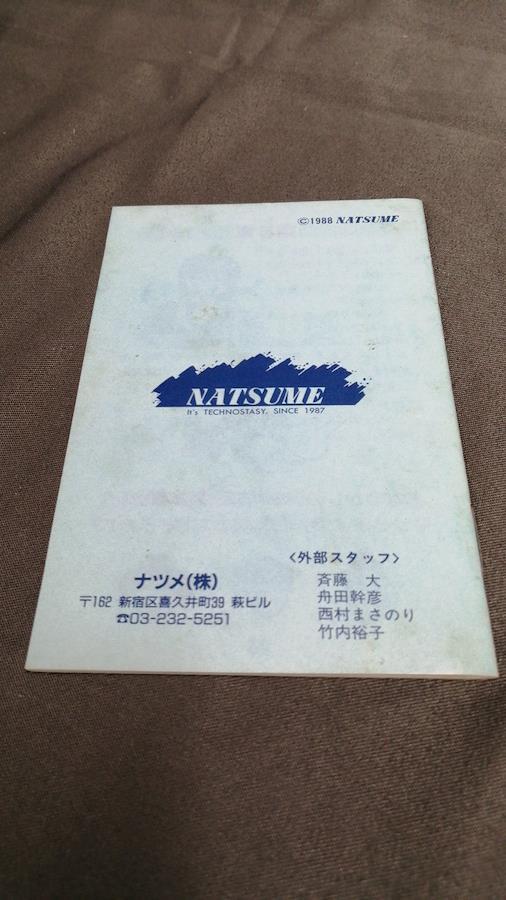 ©1988 NATSUME
NATSUME
It's TECHNOSTASY. SINCE 1987
〈外部スタッフ〉
斉藤 大
舟田幹彦
西村まさのり
竹内裕子
ナツメ(株)
〒162 新宿区喜久井町39 萩ビル
☎03-232-5251